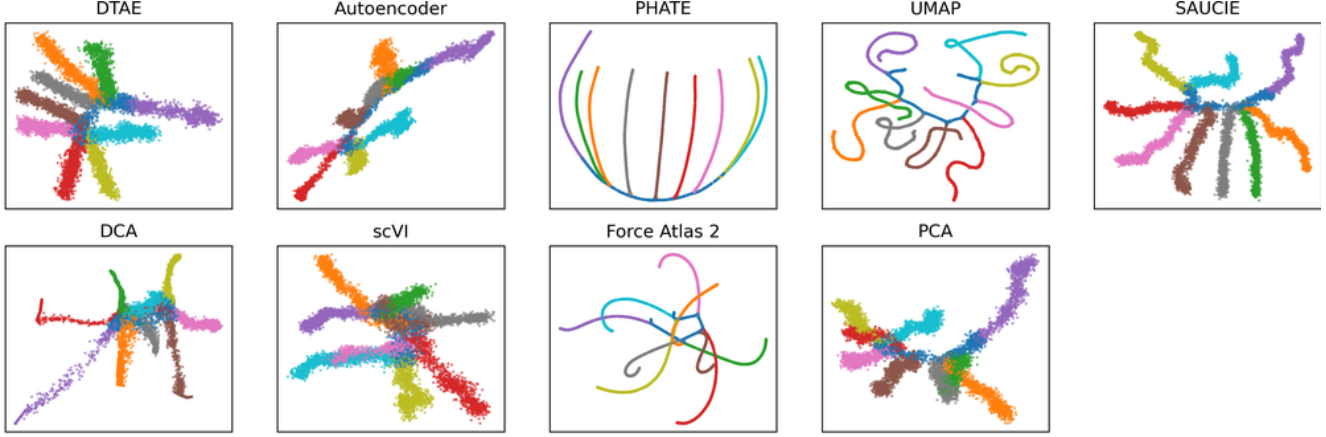 DTAE
Autoencoder
PHATE
UMAP
SAUCIE
DCA
scVI
Force Atlas 2
PCA